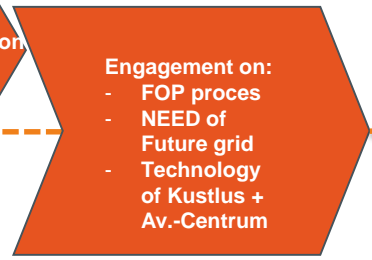 on
Engagement on:
- FOP proces
- NEED of
Future grid
- Technology
of Kustlus +
Av.-Centrum